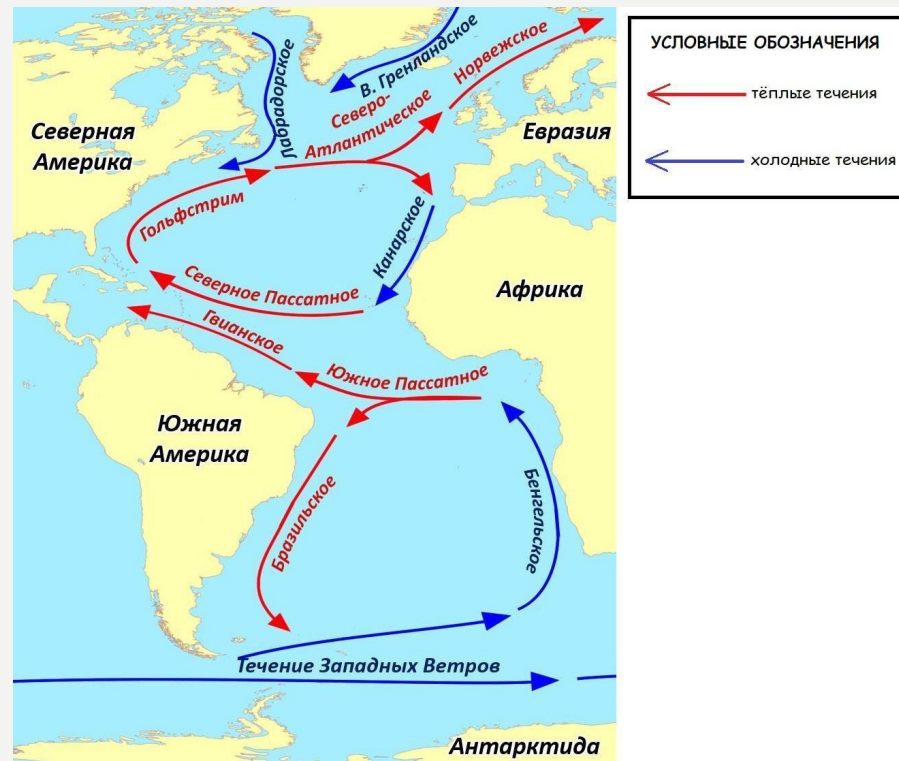 УСЛОВНЫЕ ОБОЗНАЧЕНИЯ
тёплые течения
холодные течения
Северная
Америка
Лабрадорское
В. Гренландское
Норвежское
Северо-
Атлантическое
Евразия
Гольфстрим
Канарское
Северное Пассатное
Африка
Гвианское
Южное Пассатное
Южная
Америка
Бразильское
Бенгельское
Течение Западных Ветров
Антарктида